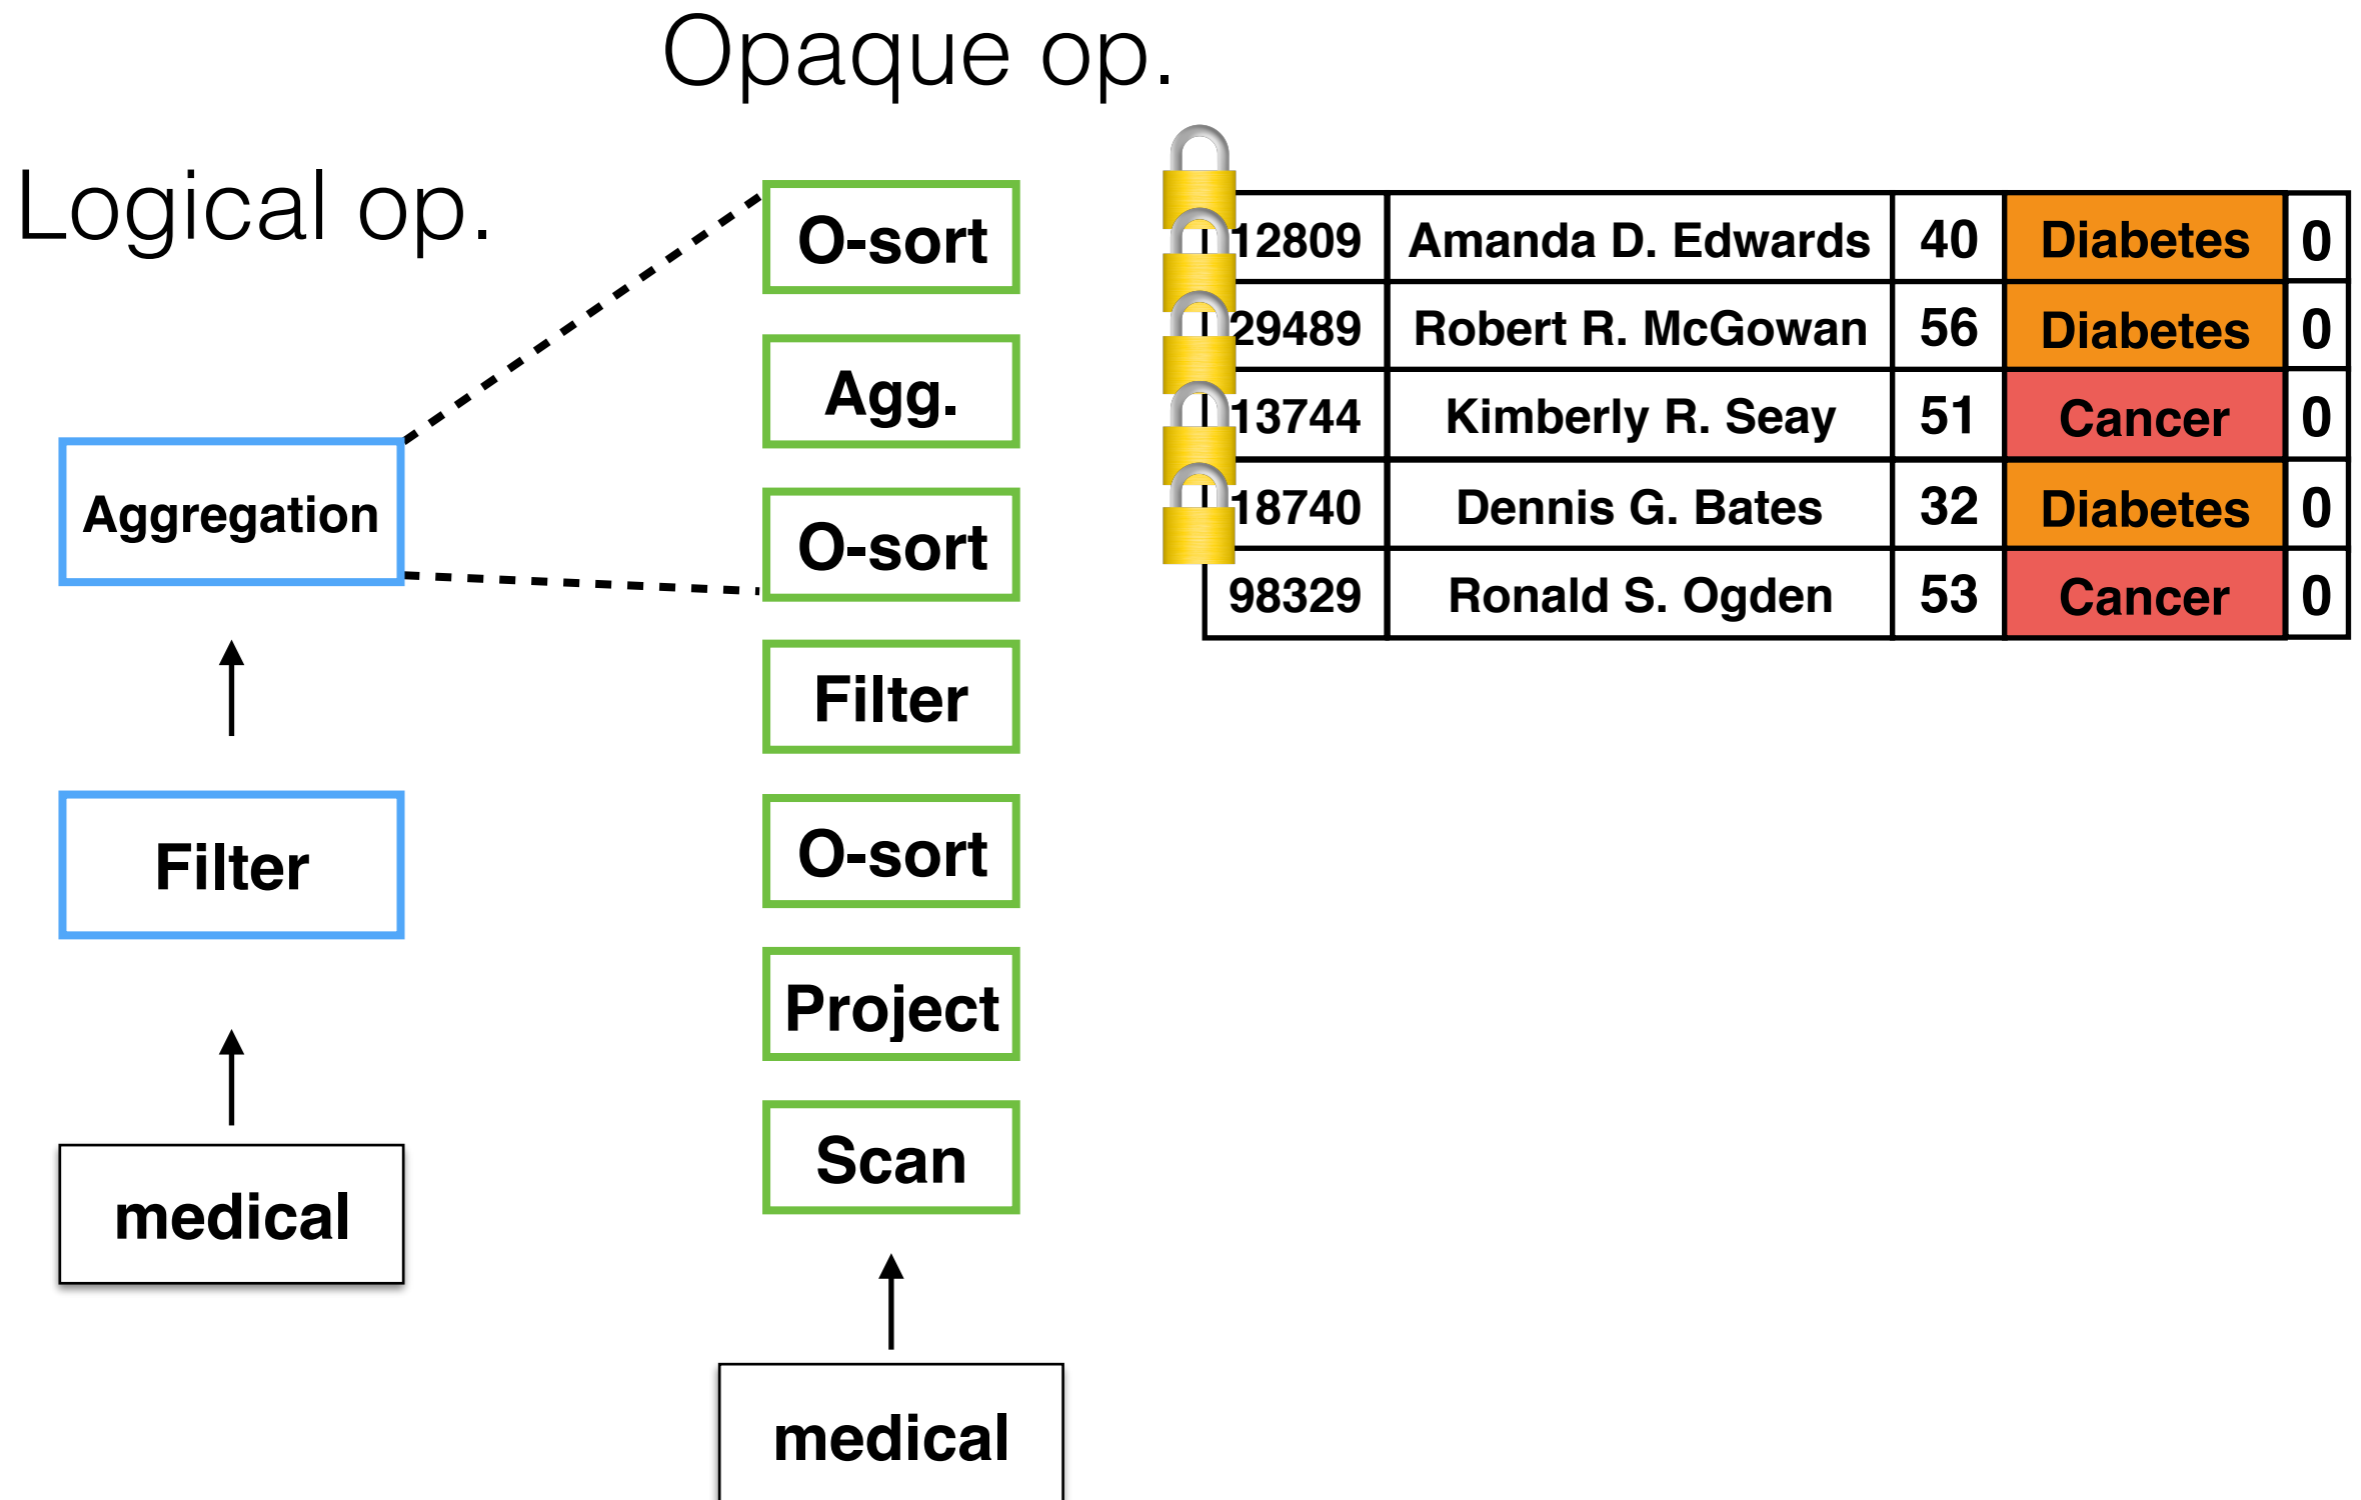 Opaque op.
Logical op.
Aggregation
Filter
medical
O-sort
Agg.
O-sort
Filter
O-sort
Project
Scan
medical
12809 Amanda D. Edwards 40 Diabetes 0
29489 Robert R. McGowan 56 Diabetes 0
13744 Kimberly R. Seay 51 Cancer 0
18740 Dennis G. Bates 32 Diabetes 0
98329 Ronald S. Ogden 53 Cancer 0